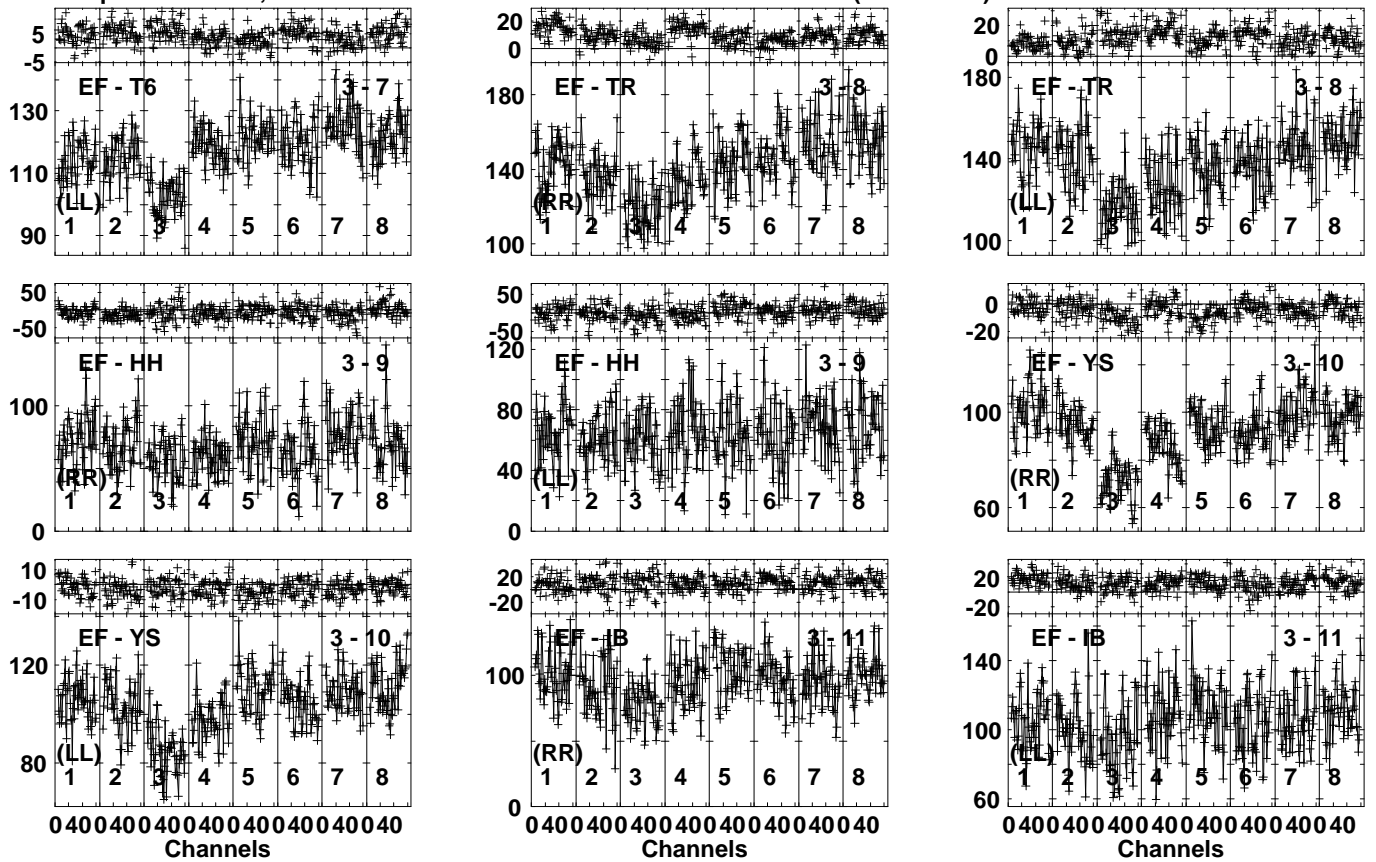 5
-5
EF - T6 3 - 7
130
110
90
(LL)
1 2 3 4 5 6 7 8
20
0
EF - TR 3 - 8
180
140
100
(RR)
1 2 3 4 5 6 7 8
20
0
EF - TR 3 - 8
180
140
100
(LL)
1 2 3 4 5 6 7 8
50
-50
EF - HH 3 - 9
100
0
(RR)
1 2 3 4 5 6 7 8
50
-50
EF - HH 3 - 9
120
80
40
0
(LL)
1 2 3 4 5 6 7 8
0
-20
EF - YS 3 - 10
100
60
(RR)
1 2 3 4 5 6 7 8
10
-10
EF - YS 3 - 10
120
80
(LL)
1 2 3 4 5 6 7 8
0 40 0 40 0 40 0 40 0 40 0 40 0 40 0 40
Channels
20
-20
EF - IB 3 - 11
100
0
(RR)
1 2 3 4 5 6 7 8
0 40 0 40 0 40 0 40 0 40 0 40 0 40 0 40
Channels
20
-20
EF - IB 3 - 11
140
100
60
(LL)
1 2 3 4 5 6 7 8
0 40 0 40 0 40 0 40 0 40 0 40 0 40 0 40
Channels